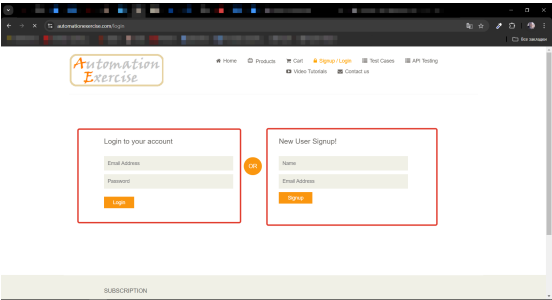 automationexercise.com/login
Все закладки
Automation
Exercise
Home
Products
Cart
Signup / Login
Test Cases
API Testing
Video Tutorials
Contact us
Login to your account
Email Address
Password
Login
OR
New User Signup!
Name
Email Address
Signup
SUBSCRIPTION